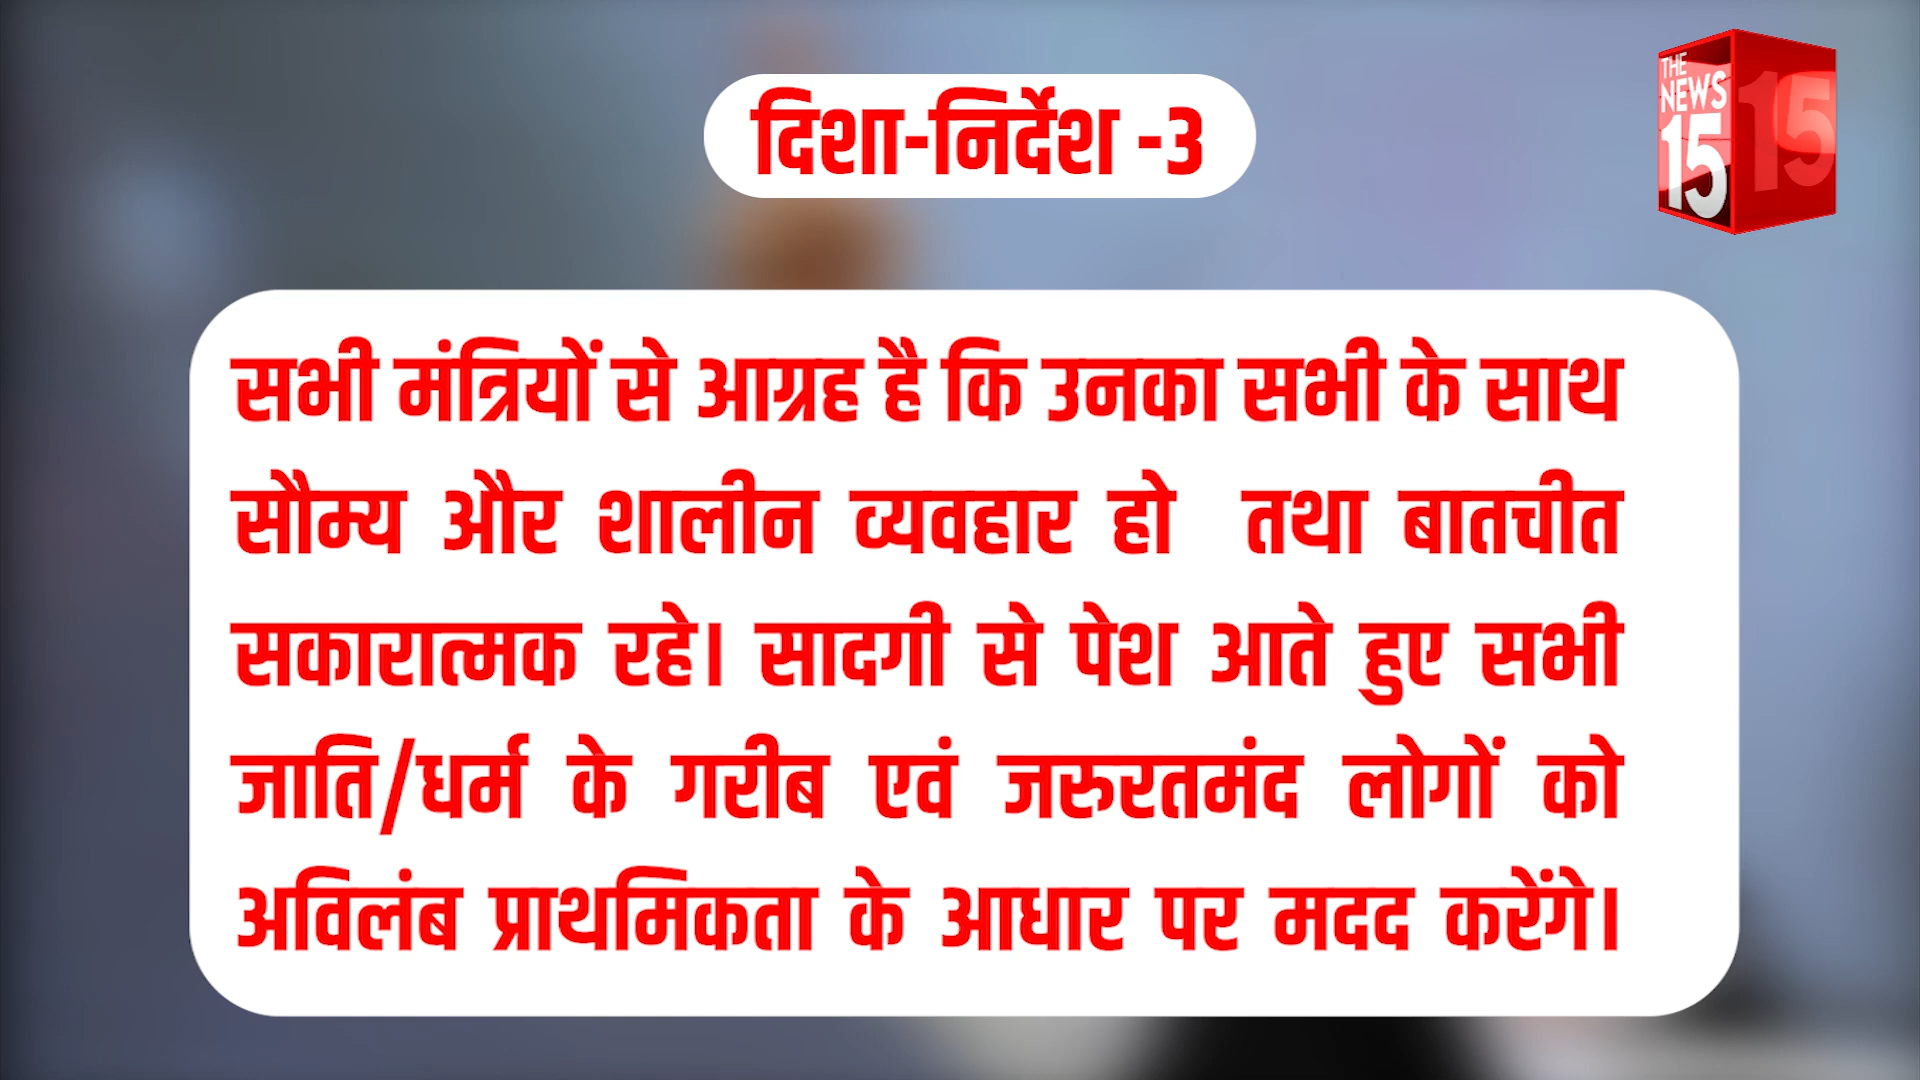 दिशा-निर्देश -3
THE
NEWS
15
15
सभी मंत्रियों से आग्रह है कि उनका सभी के साथ
सौम्य और शालीन व्यवहार हो तथा बातचीत
सकारात्मक रहे। सादगी से पेश आते हुए सभी
जाति/धर्म के गरीब एवं जरुरतमंद लोगों को
अविलंब प्राथमिकता के आधार पर मदद करेंगे।